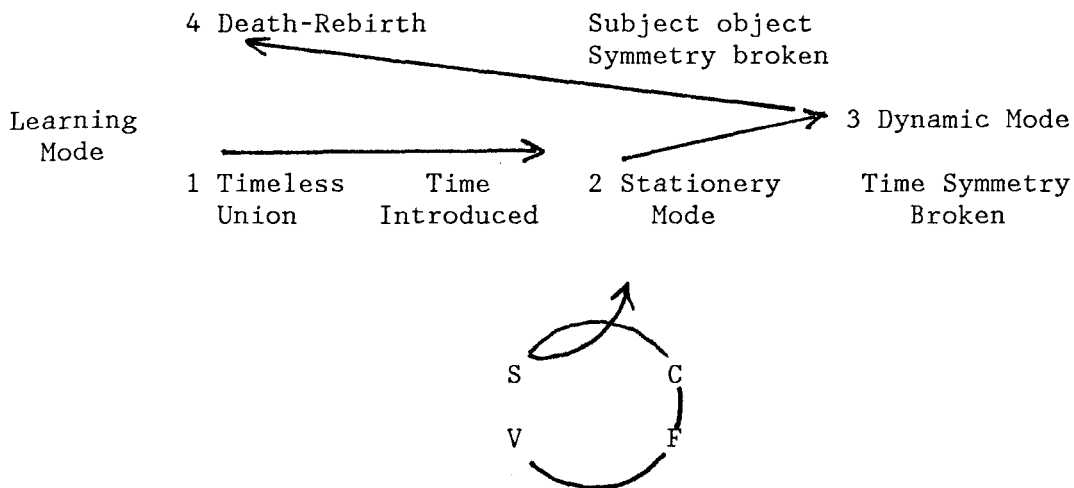 4 Death-Rebirth
Subject object
Symmetry broken
Learning
Mode
3 Dynamic Mode
1 Timeless
Union
Time
Introduced
2 Stationery
Mode
Time Symmetry
Broken
S C
V F